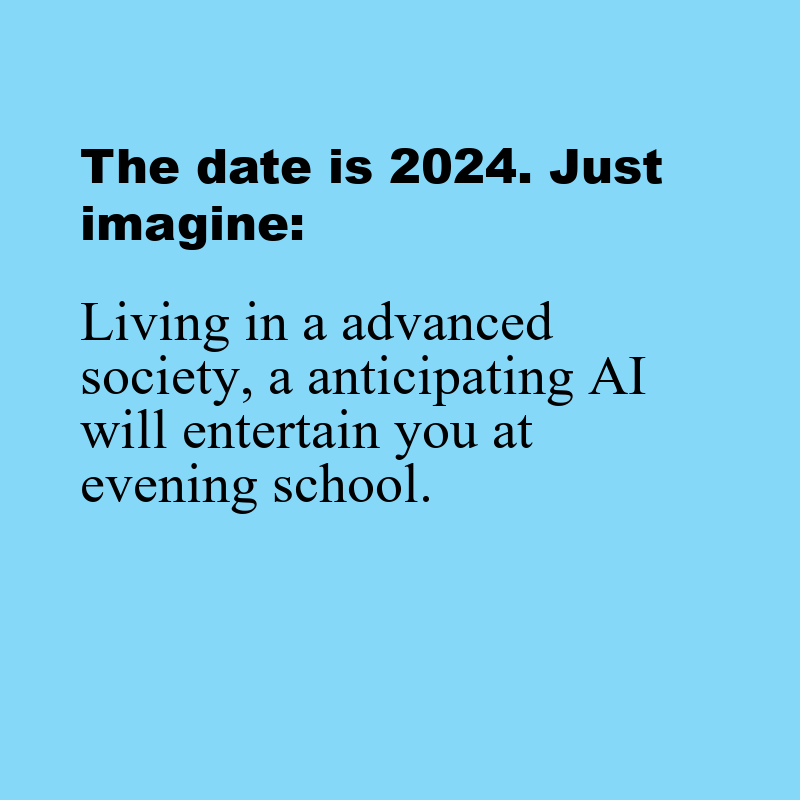 The date is 2024. Just
imagine:
Living in a advanced
society, a anticipating AI
will entertain you at
evening school.